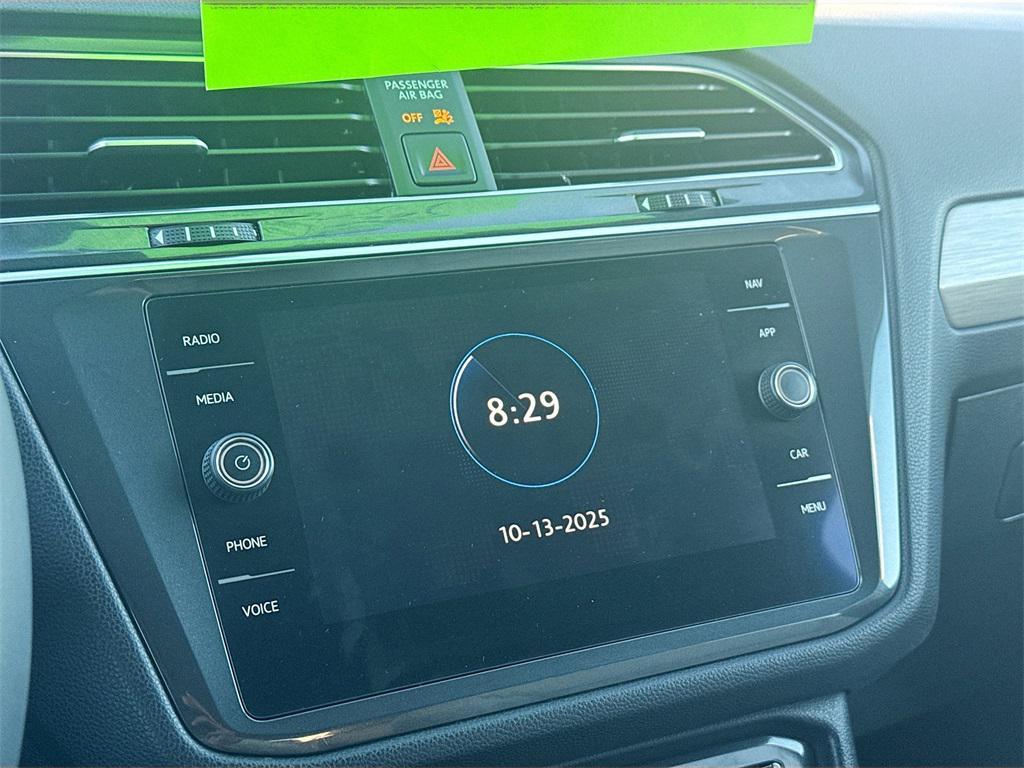 PASSENGER
AIR BAG
OFF
RADIO
MEDIA
PHONE
VOICE
8:29
10-13-2025
NAV
APP
CAR
MENU